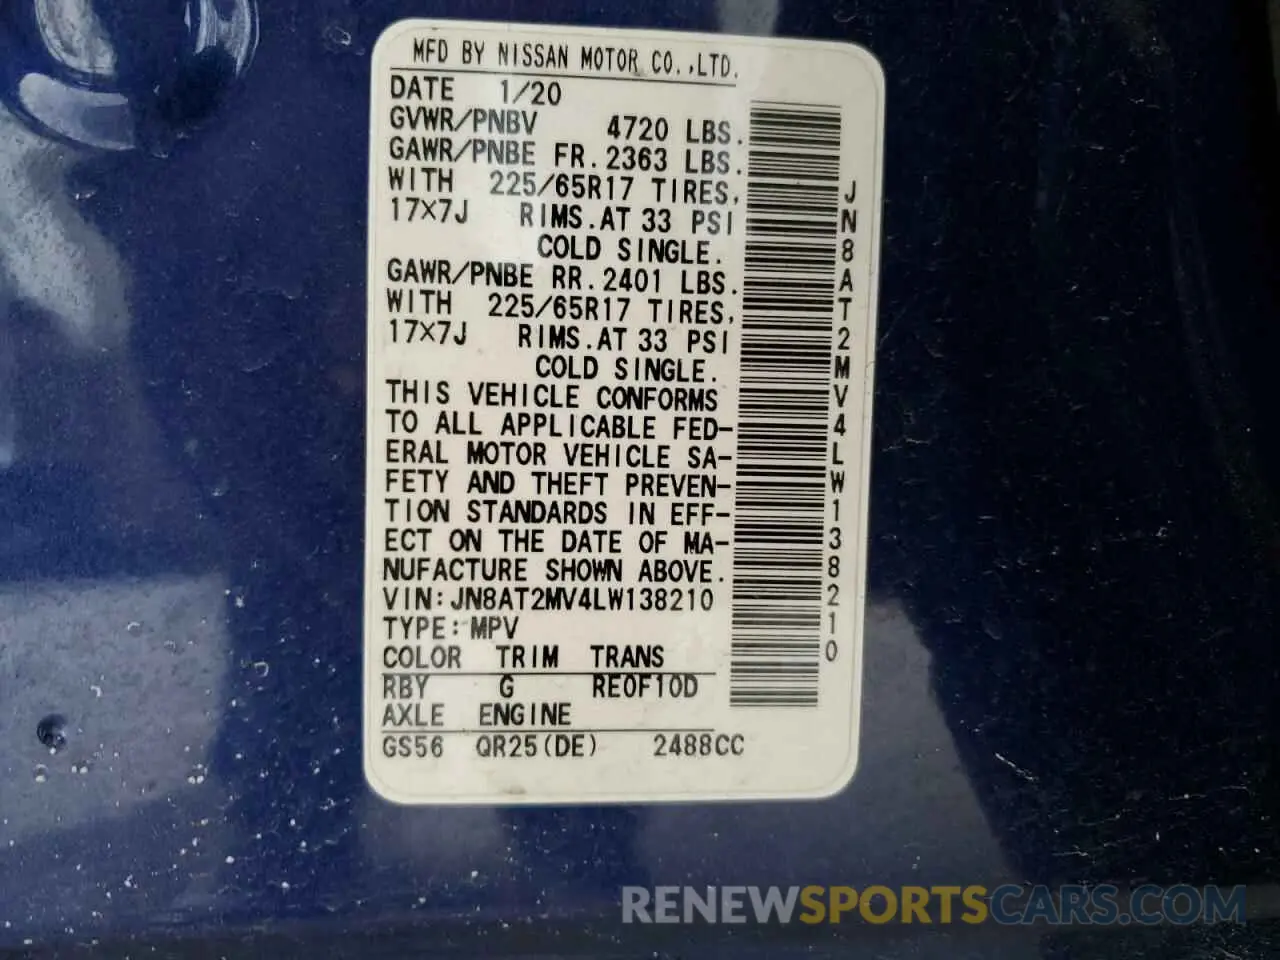 MFD BY NISSAN MOTOR CO.,LTD.
DATE 1/20
GVWR/PNBV 4720 LBS.
GAWR/PNBE FR.2363 LBS.
WITH 225/65R17 TIRES,
17×7J RIMS.AT 33 PSI
COLD SINGLE.
GAWR/PNBE RR.2401 LBS.
WITH 225/65R17 TIRES,
17×7J RIMS.AT 33 PSI
COLD SINGLE.
THIS VEHICLE CONFORMS
TO ALL APPLICABLE FED-
ERAL MOTOR VEHICLE SA-
FETY AND THEFT PREVEN-
TION STANDARDS IN EFF-
ECT ON THE DATE OF MA-
NUFACTURE SHOWN ABOVE.
VIN:JN8AT2MV4LW138210
TYPE:MPV
COLOR TRIM TRANS
RBY G RE0F10D
AXLE ENGINE
GS56 QR25(DE) 2488CC
JN8AT2MV4LW138210
RENEWSPORTSCARS.COM